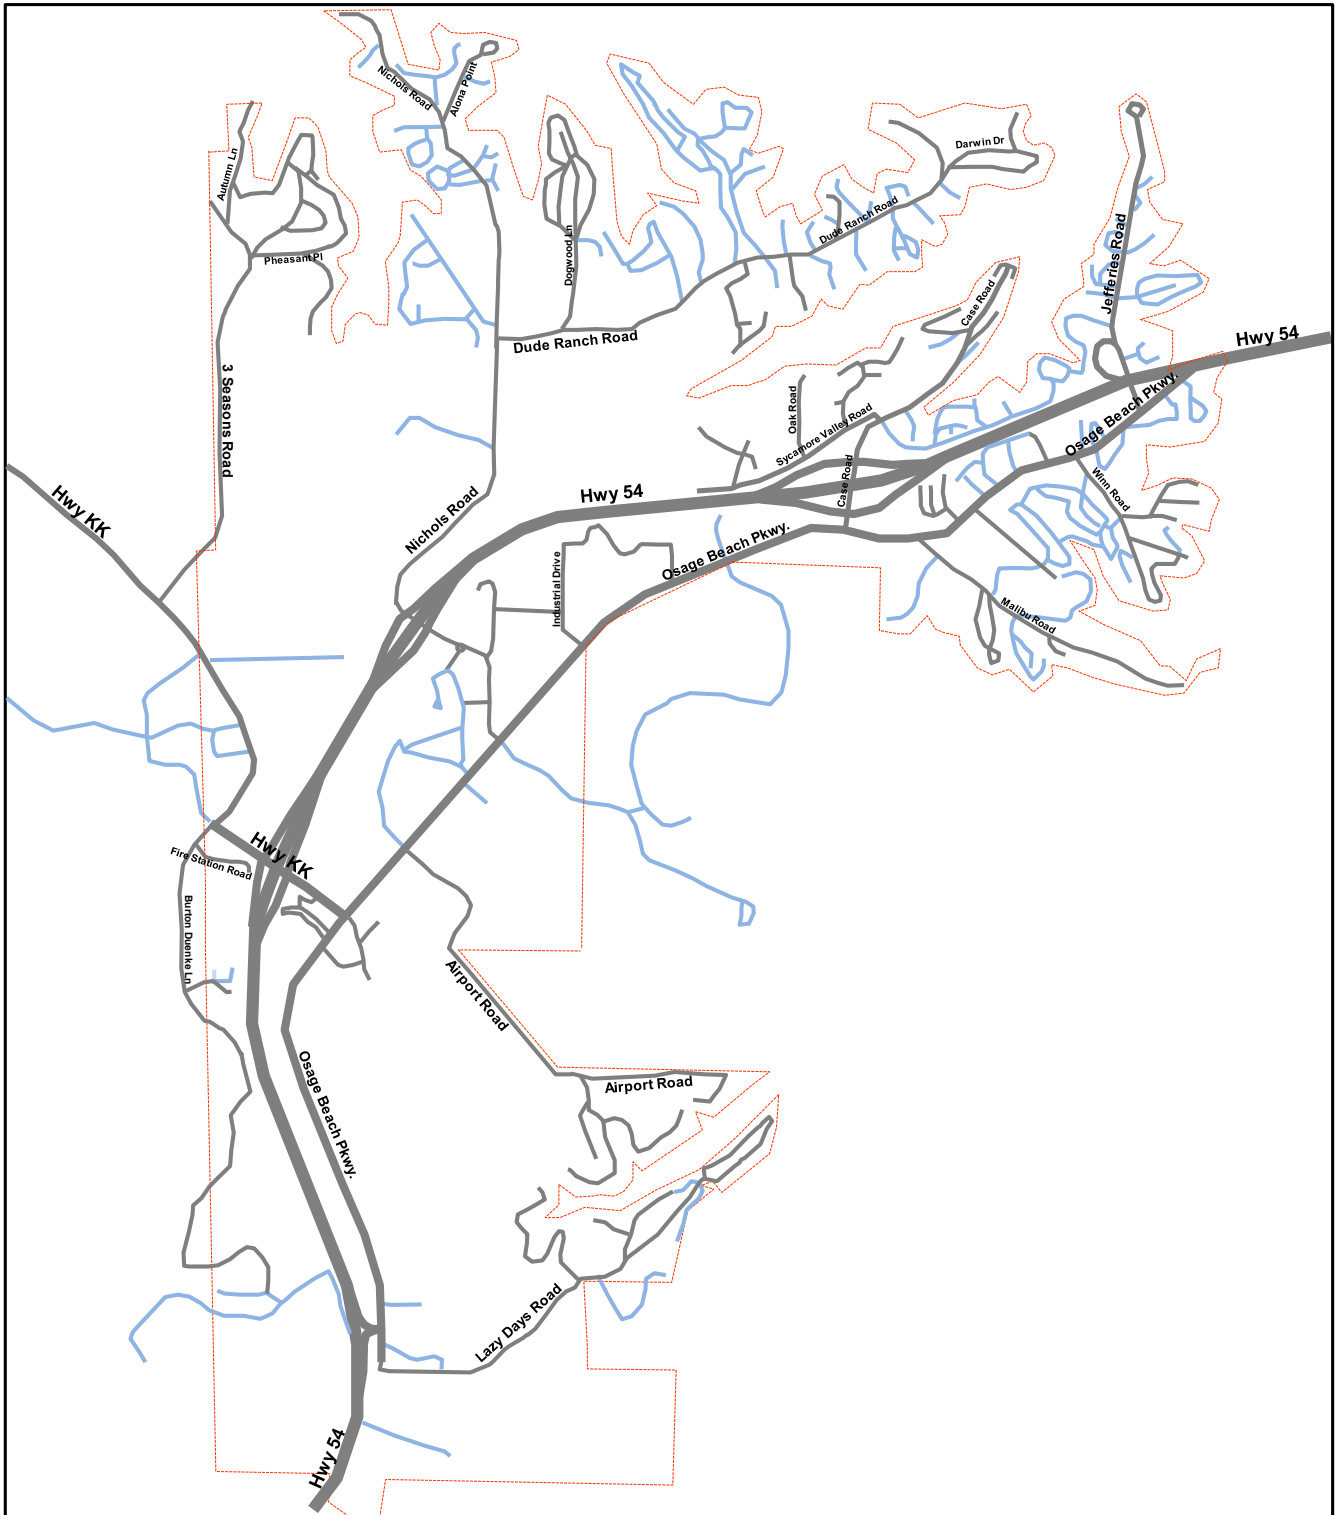 Nichols Road
Alona Point
Autumn Ln
Darwin Dr
Dude Ranch Road
Dogwood Ln
Pheasant Pl
Jefferies Road
Case Road
Hwy 54
Dude Ranch Road
3 Seasons Road
Oak Road
Sycamore Valley Road
Osage Beach Pkwy.
Case Road
Winn Road
Hwy KK
Hwy 54
Nichols Road
Osage Beach Pkwy.
Industrial Drive
Malibu Road
Hwy KK
Fire Station Road
Burton Duenke Ln
Airport Road
Airport Road
Osage Beach Pkwy.
Lazy Days Road
Hwy 54